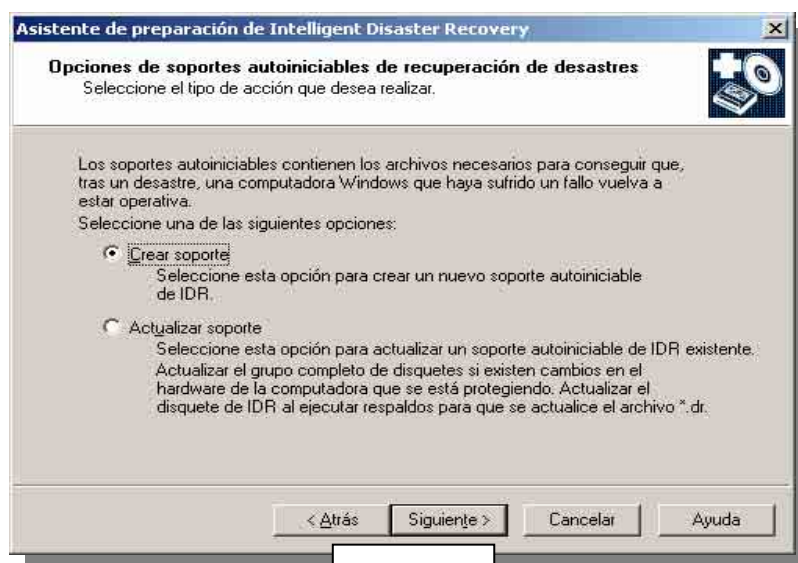 Asistente de preparación de Intelligent Disaster Recovery
Opciones de soportes autoiniciables de recuperación de desastres
Seleccione el tipo de acción que desea realizar.
Los soportes autoiniciables contienen los archivos necesarios para conseguir que,
tras un desastre, una computadora Windows que haya sufrido un fallo vuelva a
estar operativa.
Seleccione una de las siguientes opciones:
Crear soporte
Seleccione esta opción para crear un nuevo soporte autoiniciable
de IDR.
Actualizar soporte
Seleccione esta opción para actualizar un soporte autoiniciable de IDR existente.
Actualizar el grupo completo de disquetes si existen cambios en el
hardware de la computadora que se está protegiendo. Actualizar el
disquete de IDR al ejecutar respaldos para que se actualice el archivo *.dr.
< Atrás Siguiente > Cancelar Ayuda